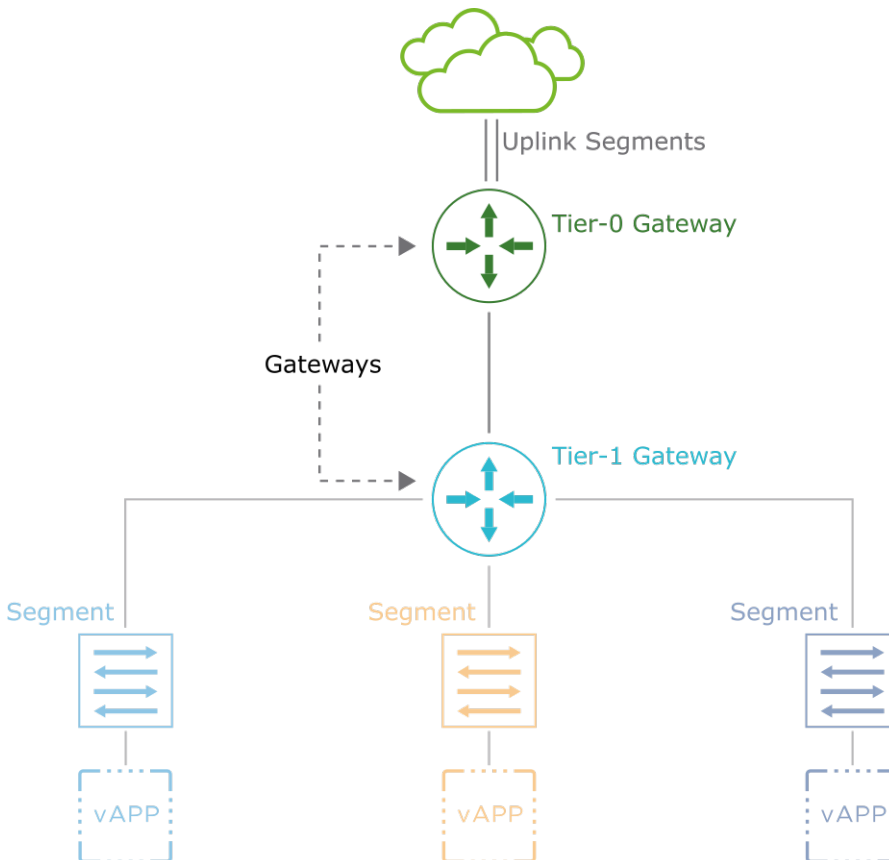 Uplink Segments
Tier-0 Gateway
Gateways
Tier-1 Gateway
Segment
Segment
Segment
vAPP
vAPP
vAPP